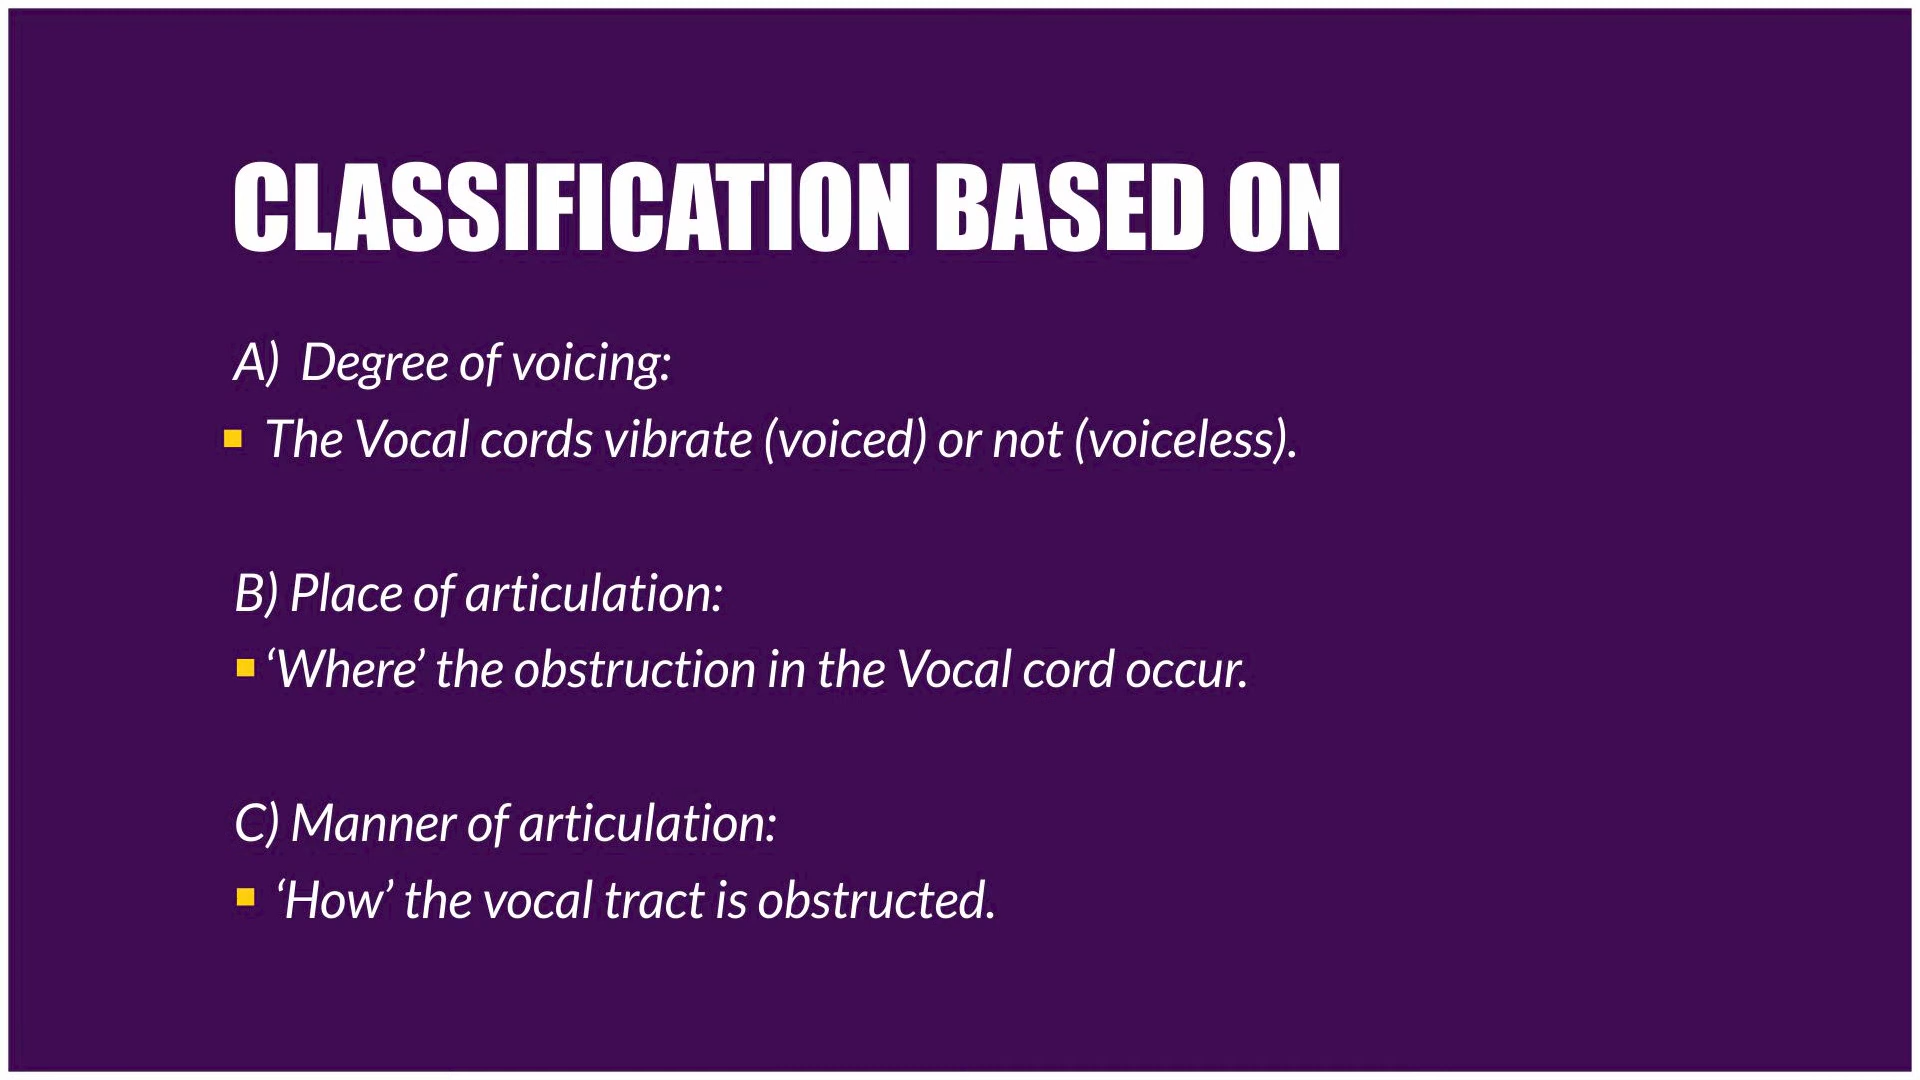 CLASSIFICATION BASED ON
A) Degree of voicing:
▪ The Vocal cords vibrate (voiced) or not (voiceless).
B) Place of articulation:
▪ ‘Where’ the obstruction in the Vocal cord occur.
C) Manner of articulation:
▪ ‘How’ the vocal tract is obstructed.